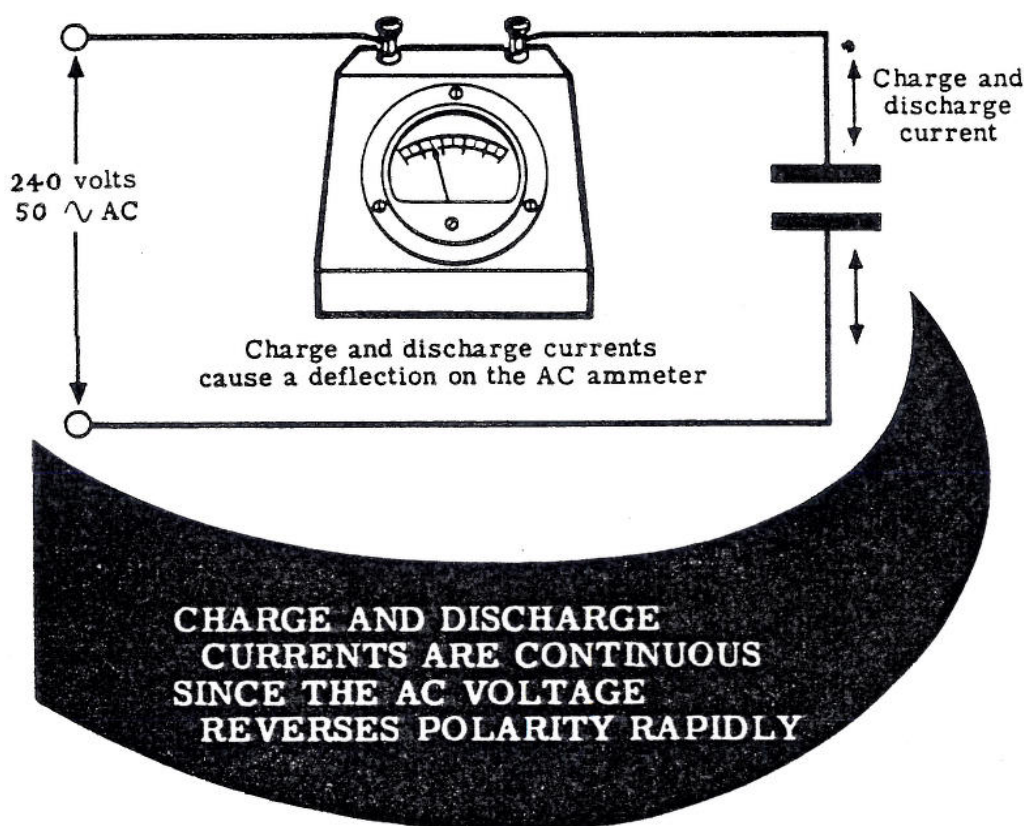 Charge and
discharge
current
240 volts
50 ∿ AC
Charge and discharge currents
cause a deflection on the AC ammeter
CHARGE AND DISCHARGE
CURRENTS ARE CONTINUOUS
SINCE THE AC VOLTAGE
REVERSES POLARITY RAPIDLY